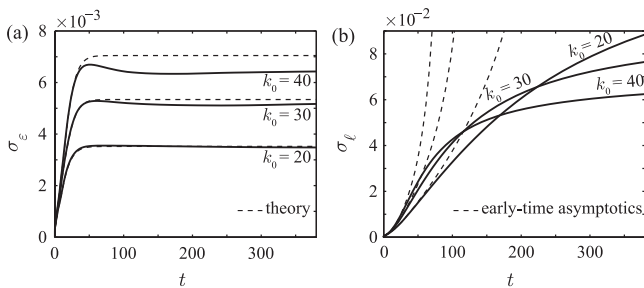 (a)
×10⁻³
8
6
4
2
0
σ_ε
k₀ = 40
k₀ = 30
k₀ = 20
theory
0 100 200 300
t
(b)
×10⁻²
8
6
4
2
0
σ_ℓ
k₀ = 20
k₀ = 30
k₀ = 40
early-time asymptotics
0 100 200 300
t